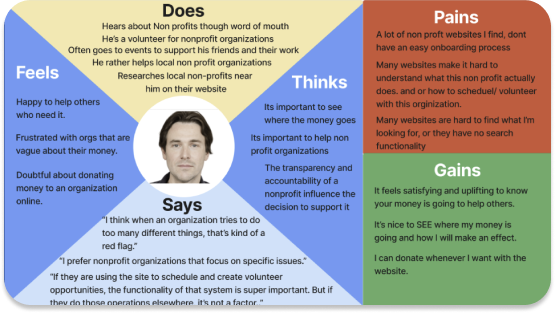 Does
Hears about Non profits though word of mouth
He's a volunteer for nonprofit organizations
Often goes to events to support his friends and their work
He rather helps local non profit organizations
Researches local non-profits near
him on their website
Feels
Happy to help others
who need it.
Frustrated with orgs that are
vague about their money.
Doubtful about donating
money to an organization
online.
Thinks
Its important to see
where the money goes
Its important to help non
profit organizations
The transparency and
accountability of a
nonprofit influence the
decision to support it
Says
"I think when an organization tries to do
too many different things, that's kind of a
red flag."
"I prefer nonprofit organizations that focus on specific issues."
"If they are using the site to schedule and create volunteer
opportunities, the functionality of that system is super important. But if
they do those operations elsewhere, it's not a factor."
Pains
A lot of non proft websites I find, dont
have an easy onboarding process
Many websites make it hard to
understand what this non profit actually
does. and or how to scheduel/ volunteer
with this orginization.
Many websites are hard to find what I'm
looking for, or they have no search
functionality
Gains
It feels satisfying and uplifting to know
your money is going to help others.
It's nice to SEE where my money is
going and how I will making an effect.
I can donate whenever I want with the
website.